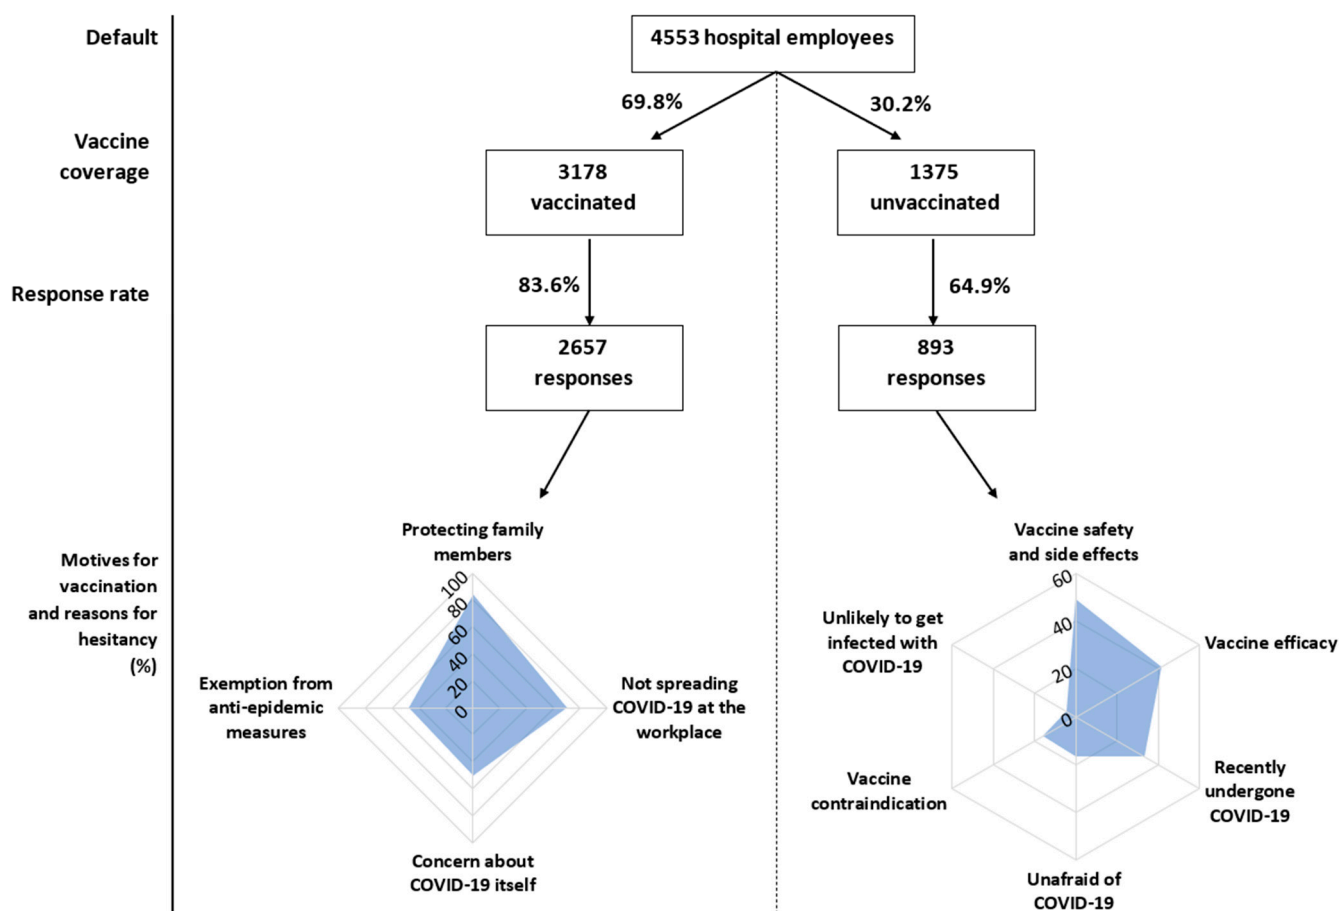 Default
4553 hospital employees
69.8%
30.2%
Vaccine
coverage
3178
vaccinated
1375
unvaccinated
Response rate
83.6%
64.9%
2657
responses
893
responses
Motives for
vaccination
and reasons for
hesitancy
(%)
Protecting family
members
100
80
60
40
20
0
Exemption from
anti-epidemic
measures
Not spreading
COVID-19 at the
workplace
Concern about
COVID-19 itself
Vaccine safety
and side effects
60
40
20
0
Unlikely to get
infected with
COVID-19
Vaccine efficacy
Vaccine
contraindication
Recently
undergone
COVID-19
Unafraid of
COVID-19